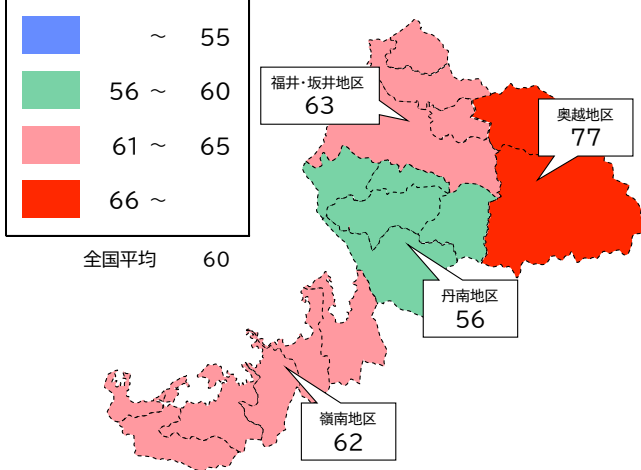 ～ 55
56 ～ 60
61 ～ 65
66 ～
全国平均 60
福井・坂井地区
63
奥越地区
77
丹南地区
56
嶺南地区
62